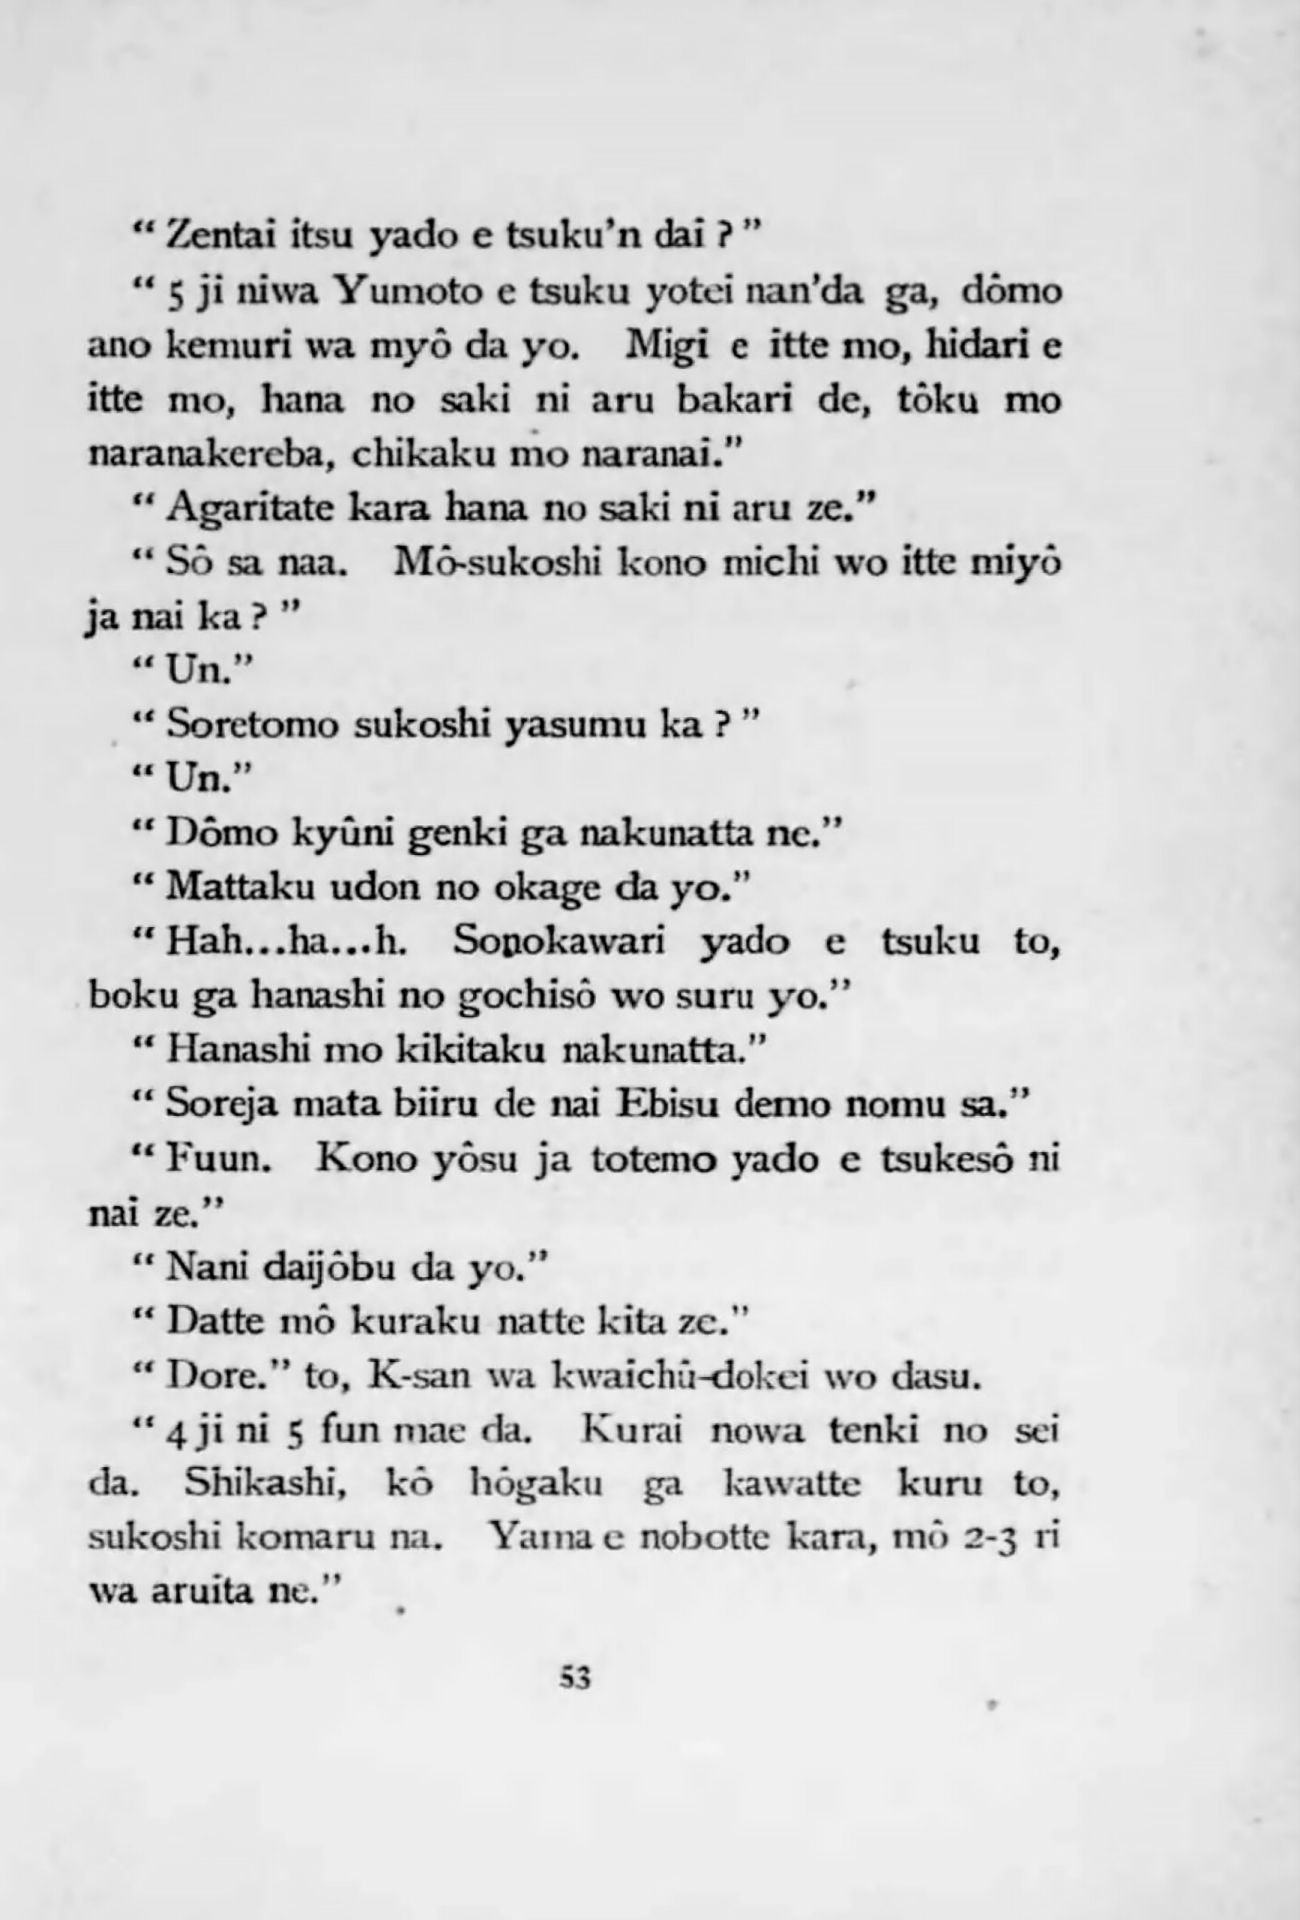 “ Zentai itsu yado e tsuku’n dai ? ”
“ 5 ji niwa Yumoto e tsuku yotei nan’da ga, dômo
ano kemuri wa myô da yo. Migi e itte mo, hidari e
itte mo, hana no saki ni aru bakari de, tôku mo
naranakereba, chikaku mo naranai.”
“ Agaritate kara hana no saki ni aru ze.”
“ Sô sa naa. Mô-sukoshi kono michi wo itte miyô
ja nai ka ? ”
“ Un.”
“ Soretomo sukoshi yasumu ka ? ”
“ Un.”
“ Dômo kyûni genki ga nakunatta ne.”
“ Mattaku udon no okage da yo.”
“ Hah...ha...h. Sonokawari yado e tsuku to,
boku ga hanashi no gochisô wo suru yo.”
“ Hanashi mo kikitaku nakunatta.”
“ Soreja mata biiru de nai Ebisu demo nomu sa.”
“ Fuun. Kono yôsu ja totemo yado e tsukesô ni
nai ze.”
“ Nani daijôbu da yo.”
“ Datte mô kuraku natte kita ze.”
“ Dore.” to, K-san wa kwaichû-dokei wo dasu.
“ 4 ji ni 5 fun mae da. Kurai nowa tenki no sei
da. Shikashi, kô hôgaku ga kawatte kuru to,
sukoshi komaru na. Yama e nobotte kara, mô 2-3 ri
wa aruita ne.”
53